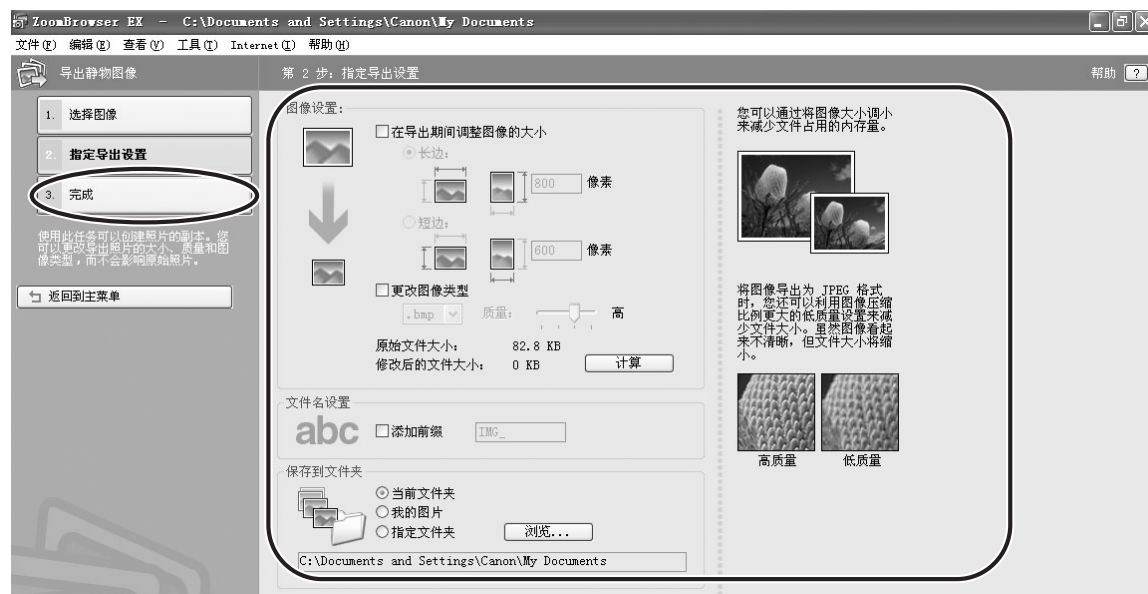 ZoomBrowser EX - C:\Documents and Settings\Canon\My Documents
文件(F) 编辑(E) 查看(V) 工具(T) Internet(I) 帮助(H)
导出静物图像
第 2 步: 指定导出设置
帮助 ?
1. 选择图像
2. 指定导出设置
3. 完成
使用此任务可以创建照片的副本。您
可以更改导出照片的大小、质量和图
像类型，而不会影响原始照片。
返回到主菜单
图像设置:
在导出期间调整图像的大小
长边:
800 像素
短边:
600 像素
更改图像类型
.bmp 质量: 高
原始文件大小: 82.8 KB
修改后的文件大小: 0 KB 计算
文件名设置
abc 添加前缀 IMG_
保存到文件夹
当前文件夹
我的图片
指定文件夹 浏览...
C:\Documents and Settings\Canon\My Documents
您可以通过将图像大小调小
来减少文件占用的内存量。
将图像导出为 JPEG 格式
时，您还可以利用图像压缩
比例更大的低质量设置来减
少文件大小。虽然图像看起
来不清晰，但文件大小将缩
小。
高质量 低质量